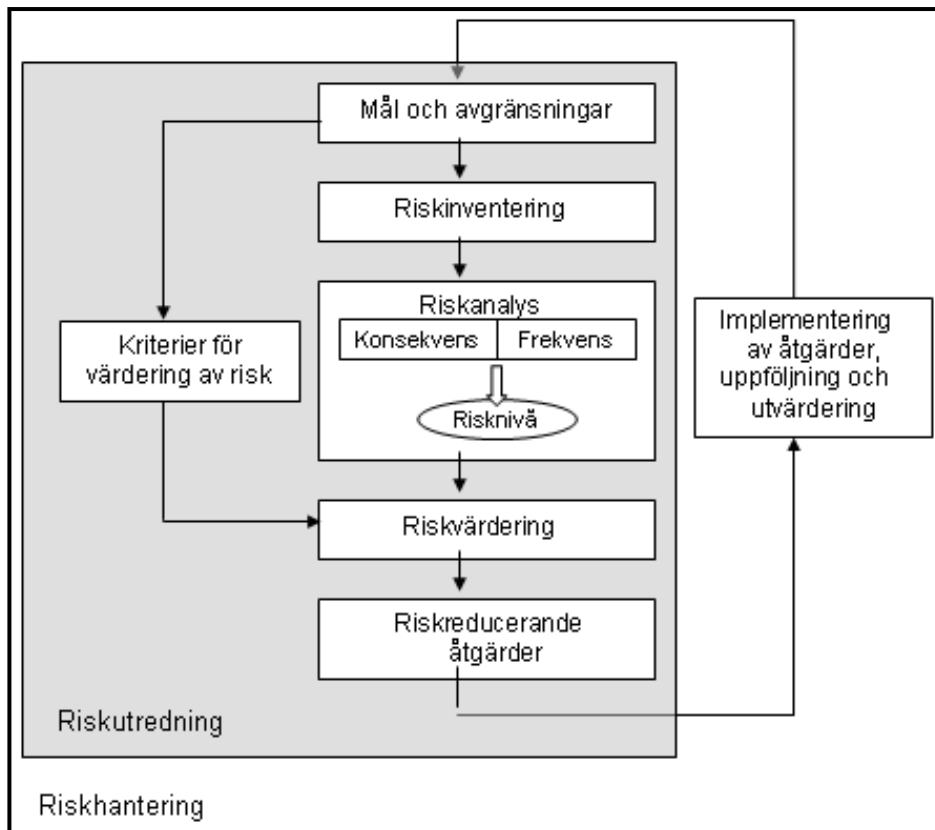 Mål och avgränsningar
Riskinventering
Riskanalys
Konsekvens
Frekvens
Risknivå
Kriterier för
värdering av risk
Implementering
av åtgärder,
uppföljning och
utvärdering
Riskvärdering
Riskreducerande
åtgärder
Riskutredning
Riskhantering